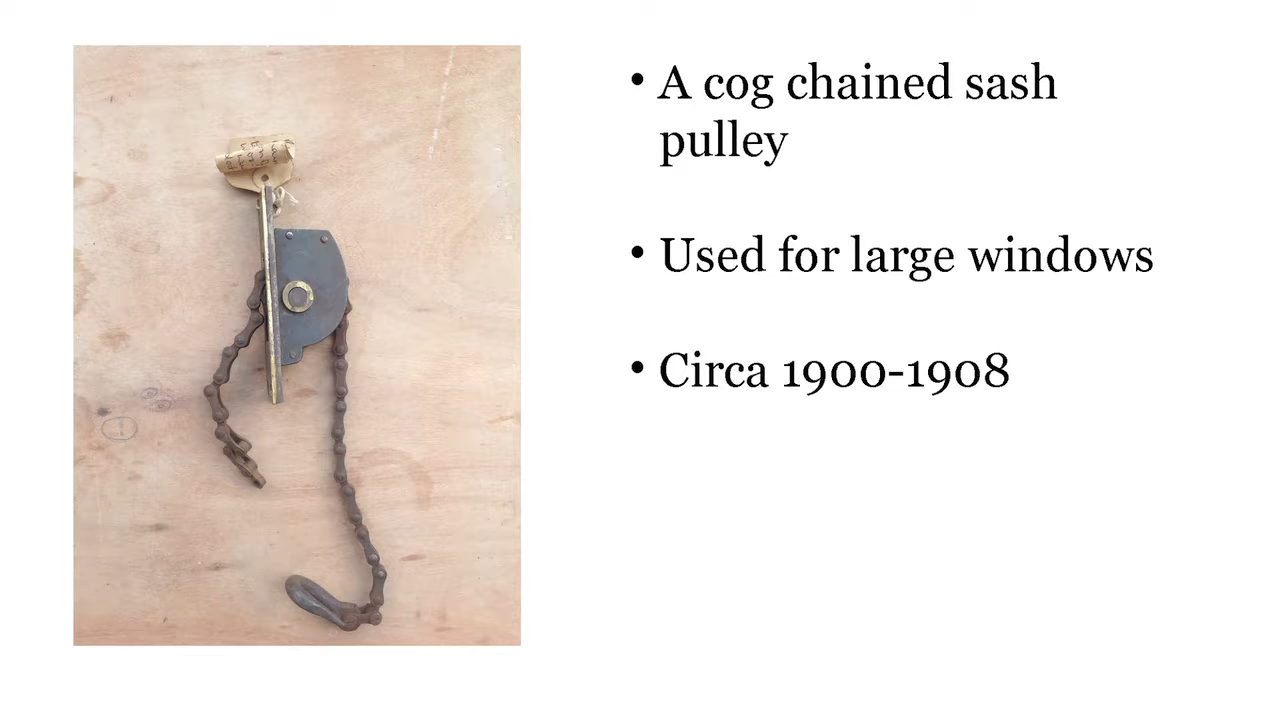 • A cog chained sash
pulley
• Used for large windows
• Circa 1900-1908